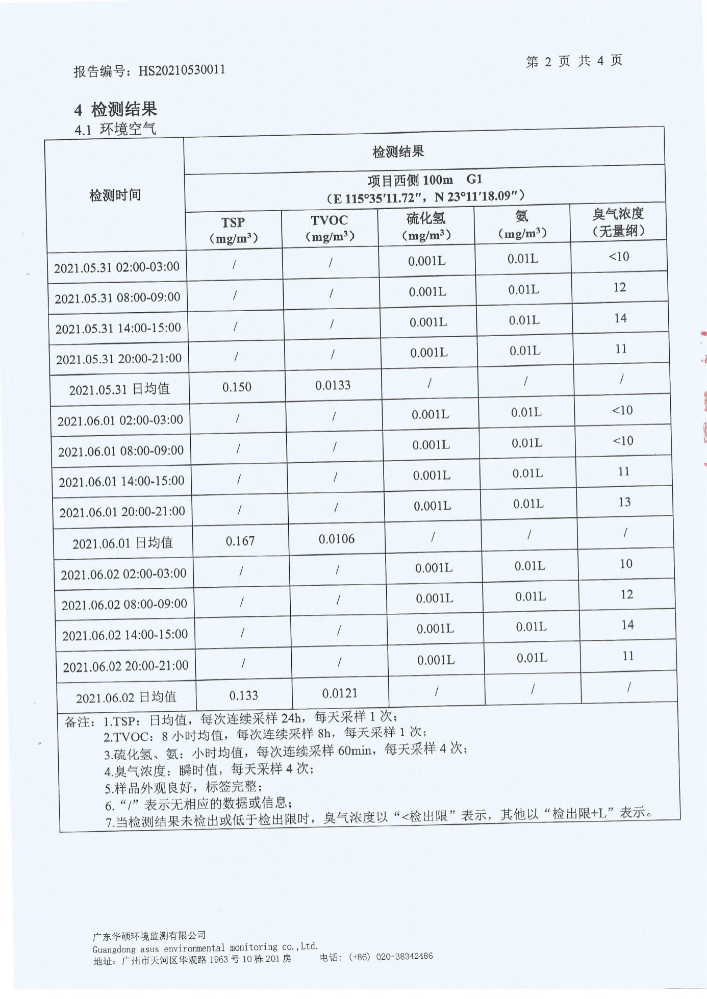 报告编号：HS20210530011
第 2 页 共 4 页
4 检测结果
4.1 环境空气
检测时间
检测结果
项目西侧 100m G1
（E 115°35′11.72″，N 23°11′18.09″）
TSP（mg/m³） TVOC（mg/m³） 硫化氢（mg/m³） 氨（mg/m³） 臭气浓度（无量纲）
2021.05.31 02:00-03:00 / / 0.001L 0.01L <10
2021.05.31 08:00-09:00 / / 0.001L 0.01L 12
2021.05.31 14:00-15:00 / / 0.001L 0.01L 14
2021.05.31 20:00-21:00 / / 0.001L 0.01L 11
2021.05.31 日均值 0.150 0.0133 / / /
2021.06.01 02:00-03:00 / / 0.001L 0.01L <10
2021.06.01 08:00-09:00 / / 0.001L 0.01L <10
2021.06.01 14:00-15:00 / / 0.001L 0.01L 11
2021.06.01 20:00-21:00 / / 0.001L 0.01L 13
2021.06.01 日均值 0.167 0.0106 / / /
2021.06.02 02:00-03:00 / / 0.001L 0.01L 10
2021.06.02 08:00-09:00 / / 0.001L 0.01L 12
2021.06.02 14:00-15:00 / / 0.001L 0.01L 14
2021.06.02 20:00-21:00 / / 0.001L 0.01L 11
2021.06.02 日均值 0.133 0.0121 / / /
备注：1.TSP：日均值，每次连续采样 24h，每天采样 1 次；
2.TVOC：8 小时均值，每次连续采样 8h，每天采样 1 次；
3.硫化氢、氨：小时均值，每次连续采样 60min，每天采样 4 次；
4.臭气浓度：瞬时值，每天采样 4 次；
5.样品外观良好，标签完整；
6.“/”表示无相应的数据或信息；
7.当检测结果未检出或低于检出限时，臭气浓度以“<检出限”表示，其他以“检出限+L”表示。
广东华硕环境监测有限公司
Guangdong asus environmental monitoring co.,Ltd.
地址：广州市天河区华观路 1963 号 10 栋 201 房 电话：（+86）020-38342486